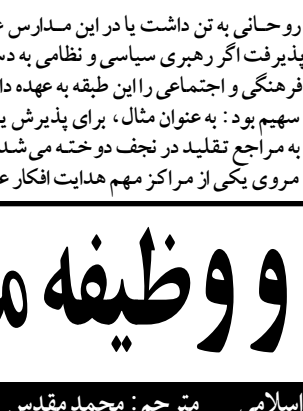 روحانی به تن داشت یا در این مدارس
پذیرفت اگر رهبری سیاسی و نظامی به
فرهنگی و اجتماعی را این طبقه به عهده
سهیم بود: به عنوان مثال، برای پذیرش
به مراجع تقلید در نجف دوخته می‌شد
مروی یکی از مراکز مهم هدایت افکار
و وظیفه
اسلامی مترجم: محمد مقدس